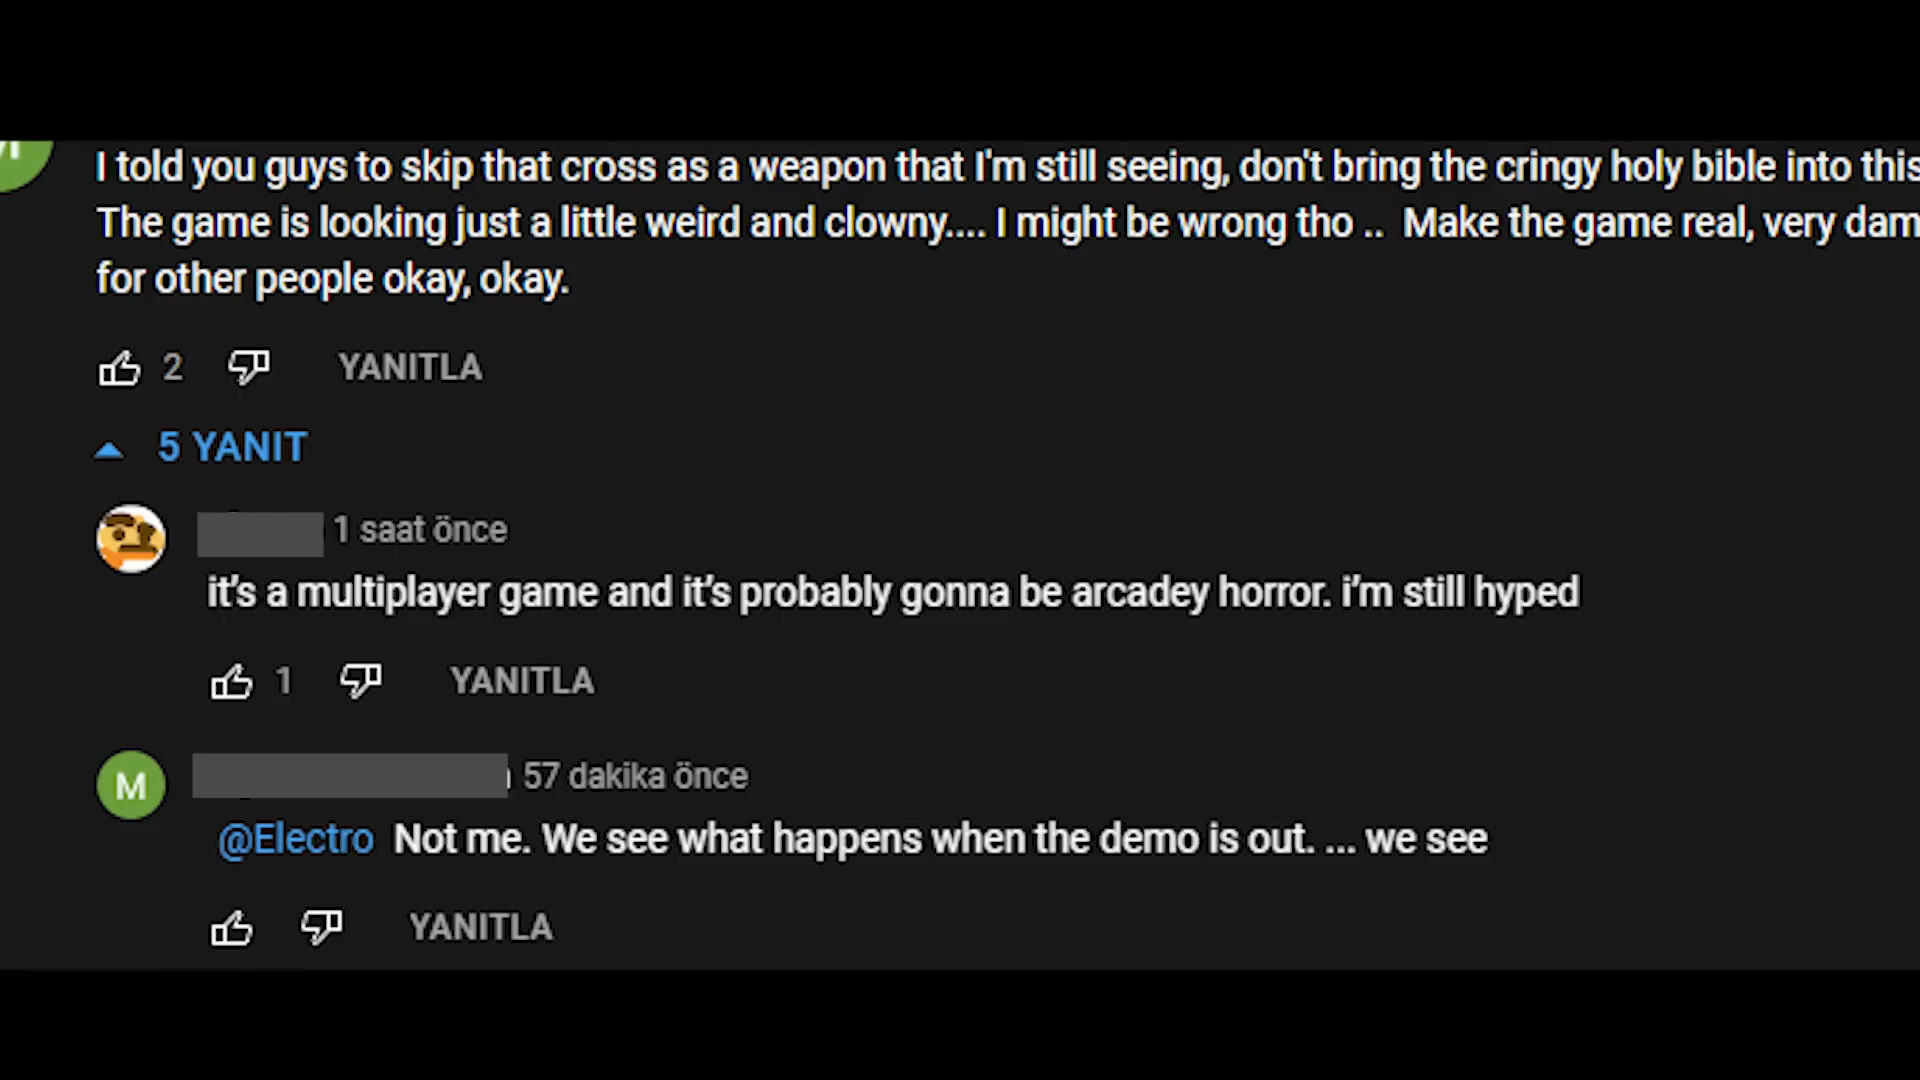 I told you guys to skip that cross as a weapon that I'm still seeing, don't bring the cringy holy bible into this
The game is looking just a little weird and clowny.... I might be wrong tho .. Make the game real, very dam
for other people okay, okay.
2 YANITLA
5 YANIT
1 saat önce
it's a multiplayer game and it's probably gonna be arcadey horror. i'm still hyped
1 YANITLA
M 57 dakika önce
@Electro Not me. We see what happens when the demo is out. ... we see
YANITLA